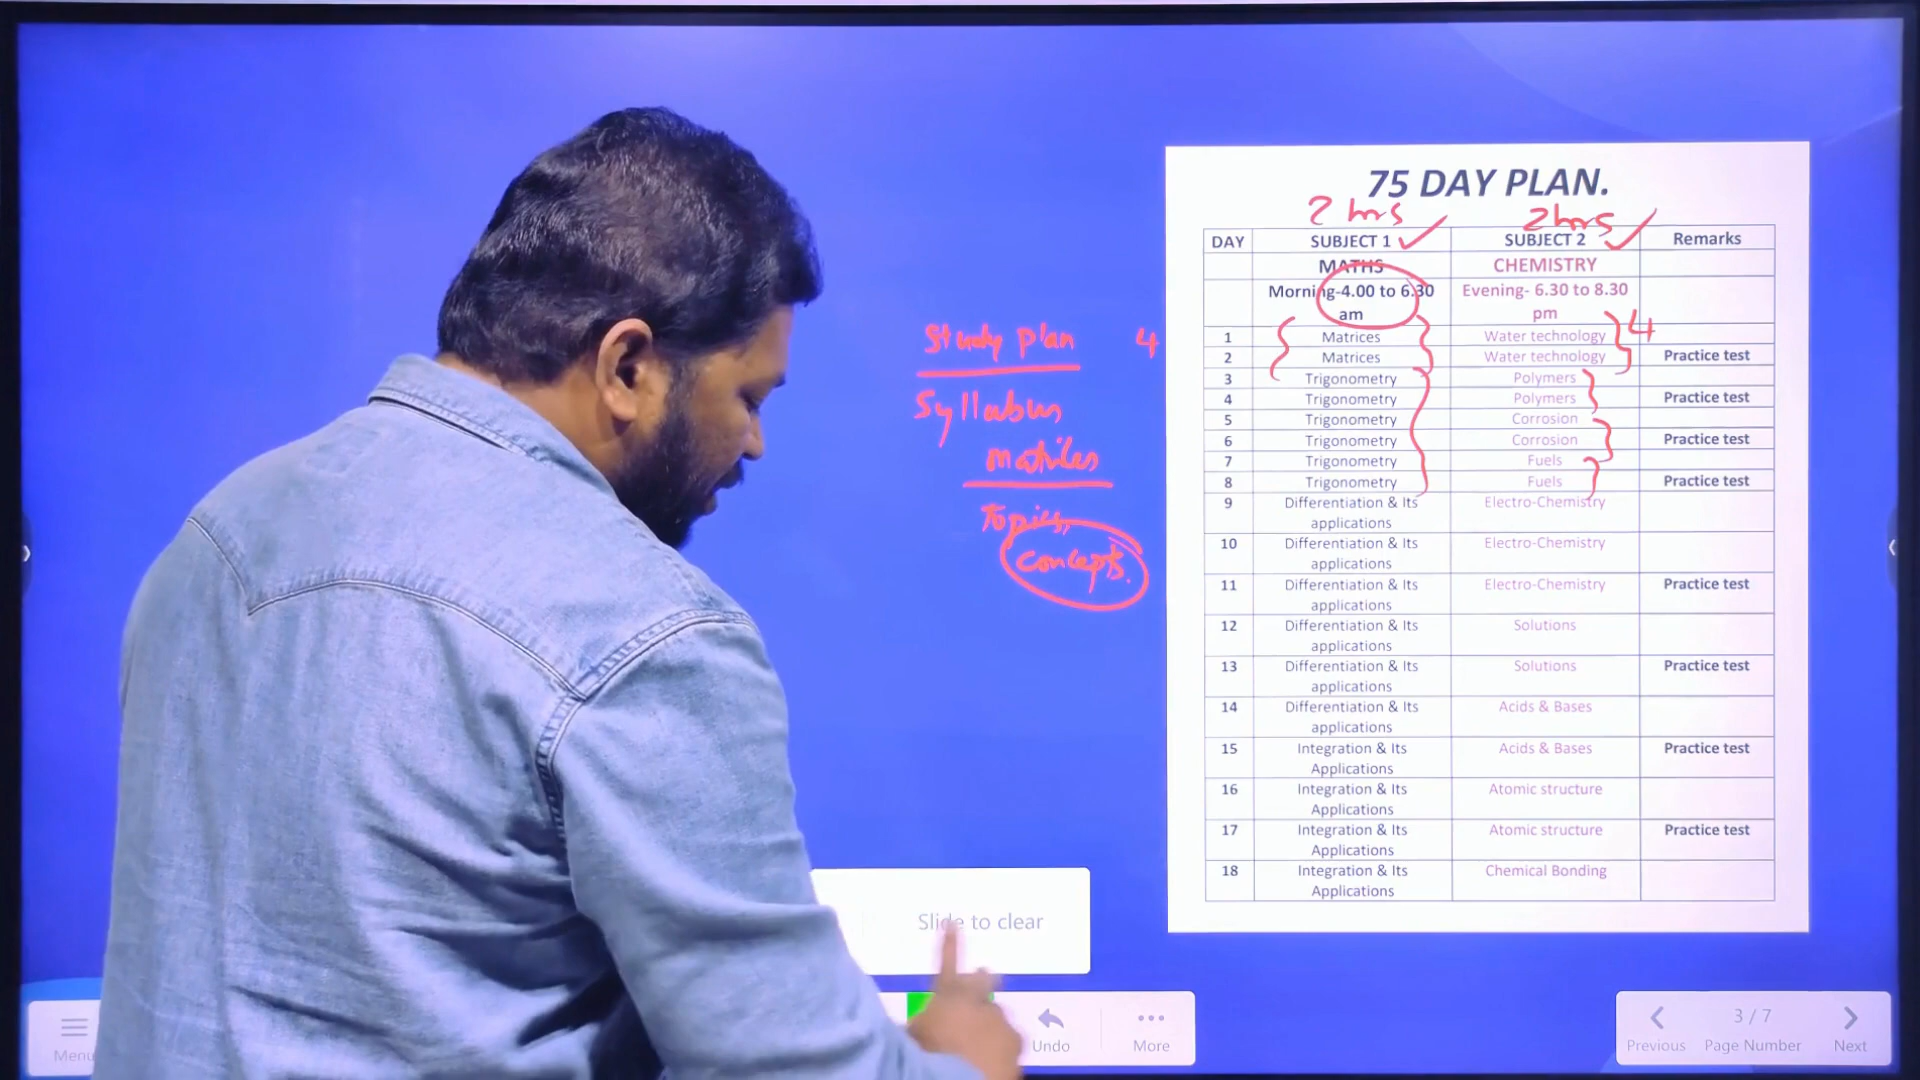 75 DAY PLAN.
2 hrs 2hrs
DAY SUBJECT 1 SUBJECT 2 Remarks
MATHS CHEMISTRY
Morning-4.00 to 6.30 am Evening- 6.30 to 8.30 pm
4
1 Matrices Water technology
2 Matrices Water technology Practice test
3 Trigonometry Polymers
4 Trigonometry Polymers Practice test
5 Trigonometry Corrosion
6 Trigonometry Corrosion Practice test
7 Trigonometry Fuels
8 Trigonometry Fuels Practice test
9 Differentiation & Its applications Electro-Chemistry
10 Differentiation & Its applications Electro-Chemistry
11 Differentiation & Its applications Electro-Chemistry Practice test
12 Differentiation & Its applications Solutions
13 Differentiation & Its applications Solutions Practice test
14 Differentiation & Its applications Acids & Bases
15 Integration & Its Applications Acids & Bases Practice test
16 Integration & Its Applications Atomic structure
17 Integration & Its Applications Atomic structure Practice test
18 Integration & Its Applications Chemical Bonding
Study plan 4
Syllabus,
matrices
Topics,
concepts.
Slide to clear
Menu
Undo
More
Previous
3 / 7
Page Number
Next